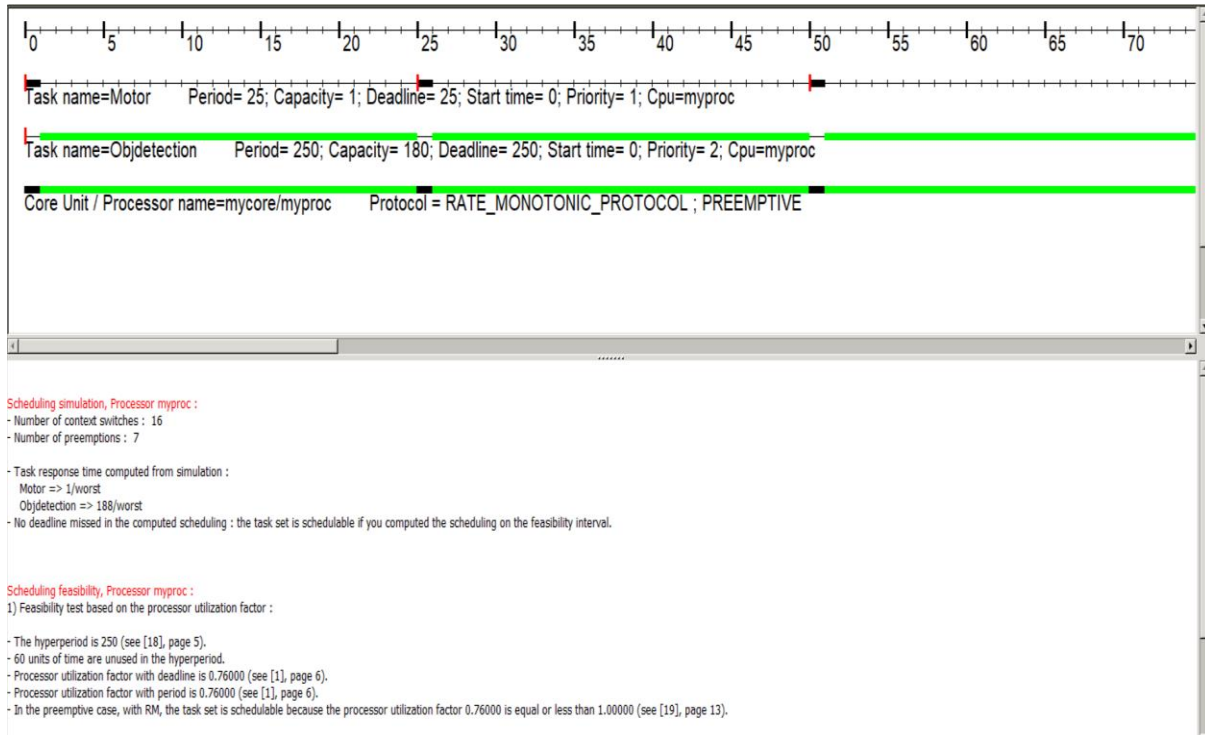 0 5 10 15 20 25 30 35 40 45 50 55 60 65 70
Task name=Motor Period= 25; Capacity= 1; Deadline= 25; Start time= 0; Priority= 1; Cpu=myproc
Task name=Objdetection Period= 250; Capacity= 180; Deadline= 250; Start time= 0; Priority= 2; Cpu=myproc
Core Unit / Processor name=mycore/myproc Protocol = RATE_MONOTONIC_PROTOCOL ; PREEMPTIVE
Scheduling simulation, Processor myproc :
- Number of context switches : 16
- Number of preemptions : 7
- Task response time computed from simulation :
Motor => 1/worst
Objdetection => 188/worst
- No deadline missed in the computed scheduling : the task set is schedulable if you computed the scheduling on the feasibility interval.
Scheduling feasibility, Processor myproc :
1) Feasibility test based on the processor utilization factor :
- The hyperperiod is 250 (see [18], page 5).
- 60 units of time are unused in the hyperperiod.
- Processor utilization factor with deadline is 0.76000 (see [1], page 6).
- Processor utilization factor with period is 0.76000 (see [1], page 6).
- In the preemptive case, with RM, the task set is schedulable because the processor utilization factor 0.76000 is equal or less than 1.00000 (see [19], page 13).